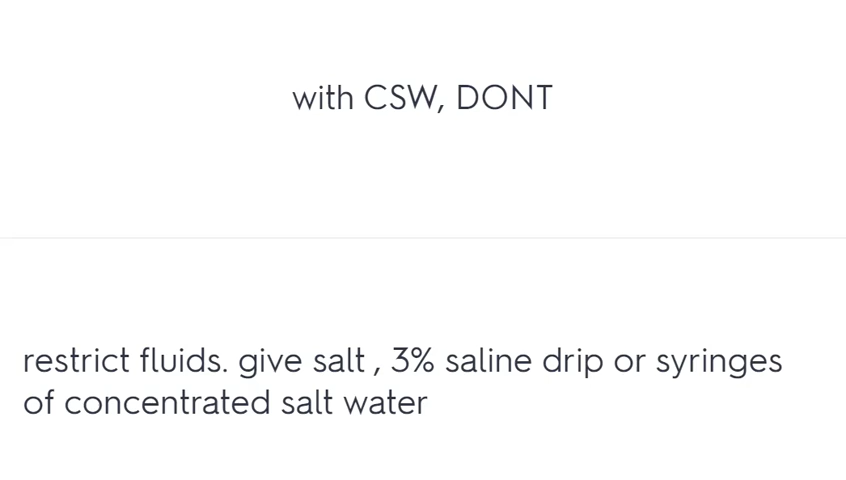 with CSW, DONT
restrict fluids. give salt , 3% saline drip or syringes
of concentrated salt water